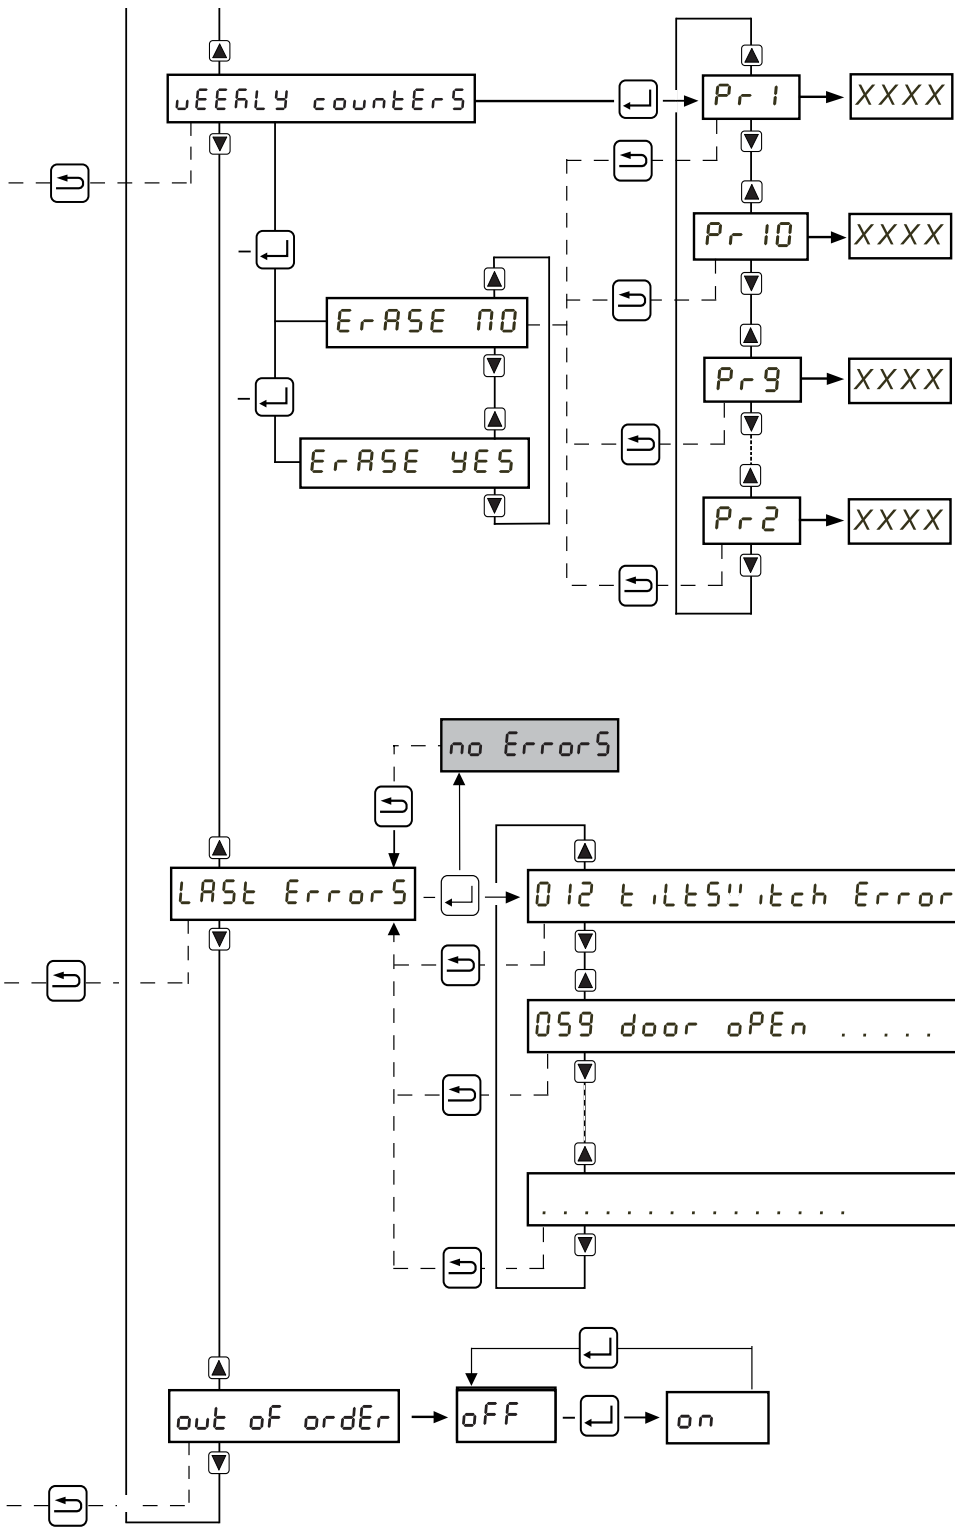 uEEHLY countErS
Pr 1
XXXX
Pr 10
XXXX
ErASE NO
Pr 9
XXXX
ErASE YES
Pr 2
XXXX
no ErrorS
LASt ErrorS
012 tiltSwitch Error
059 door oPEn .....
...............
out oF ordEr
oFF
on